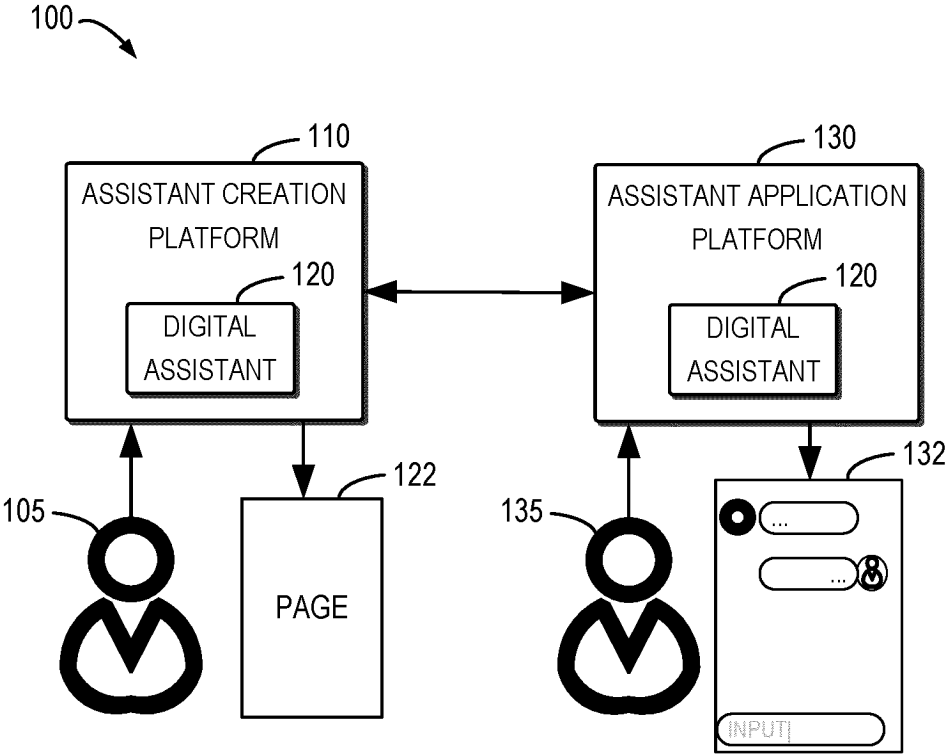 100
110
ASSISTANT CREATION
PLATFORM
120
DIGITAL
ASSISTANT
130
ASSISTANT APPLICATION
PLATFORM
120
DIGITAL
ASSISTANT
105
122
PAGE
135
132
...
...
INPUT|